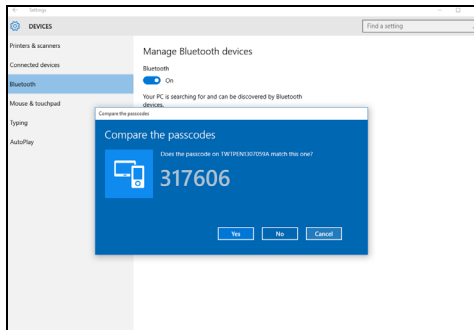 Settings
DEVICES
Find a setting
Printers & scanners
Connected devices
Bluetooth
Mouse & touchpad
Typing
AutoPlay
Manage Bluetooth devices
Bluetooth
On
Your PC is searching for and can be discovered by Bluetooth
devices.
Compare the passcodes
Compare the passcodes
Does the passcode on TWTPEN0307059A match this one?
317606
Yes
No
Cancel